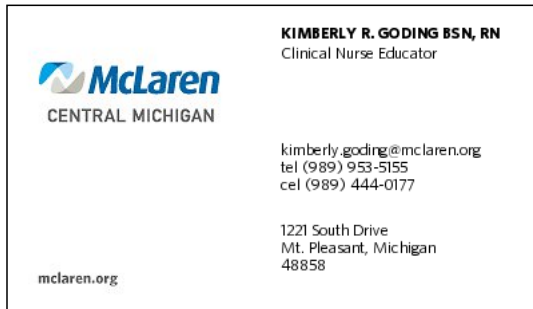 McLaren
CENTRAL MICHIGAN
mclaren.org
KIMBERLY R. GODING BSN, RN
Clinical Nurse Educator
kimberly.goding@mclaren.org
tel (989) 953-5155
cel (989) 444-0177
1221 South Drive
Mt. Pleasant, Michigan
48858